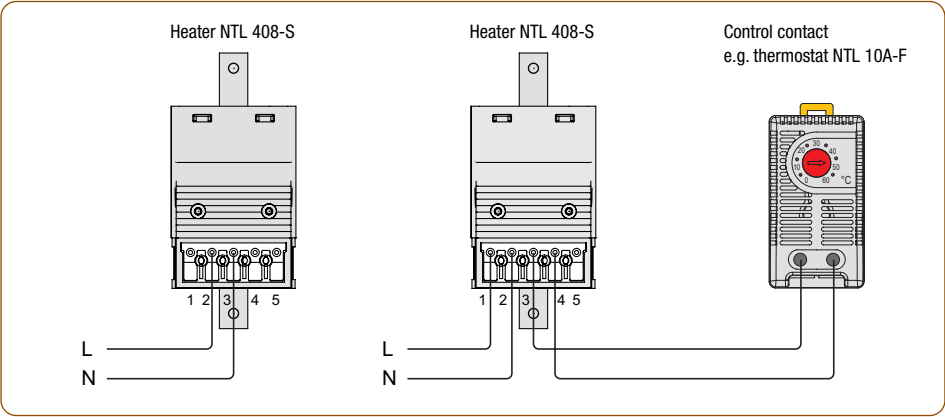 Heater NTL 408-S
Heater NTL 408-S
Control contact
e.g. thermostat NTL 10A-F
0 10 20 30 40 50 60 °C
1 2 3 4 5
1 2 3 4 5
L
N
L
N